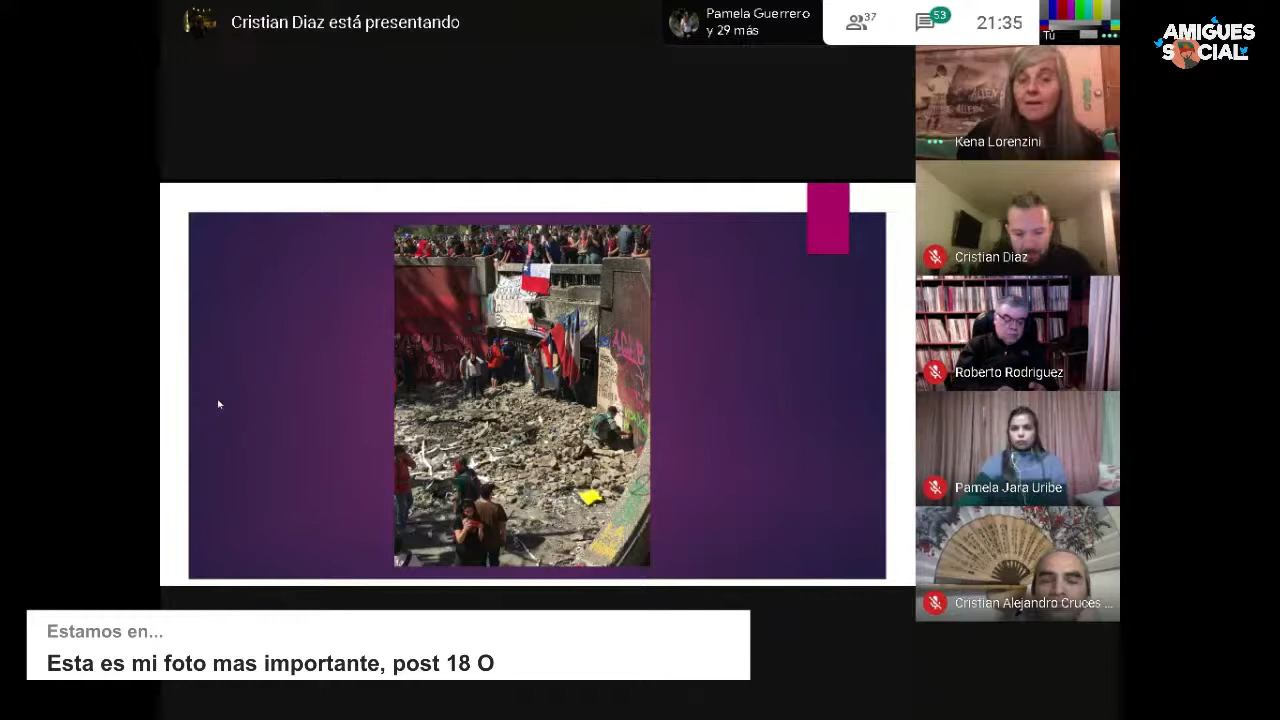 Cristian Diaz está presentando
Pamela Guerrero
y 29 más
37
53
21:35
Tú
AMIGUES
SOCIAL
Kena Lorenzini
Cristian Diaz
Roberto Rodriguez
Pamela Jara Uribe
Cristian Alejandro Cruces ...
Estamos en...
Esta es mi foto mas importante, post 18 O